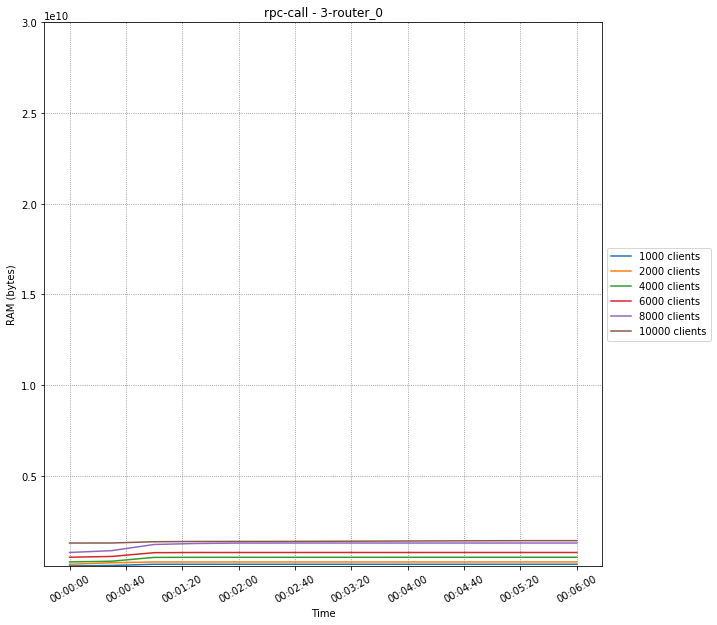 rpc-call - 3-router_0
1e10
3.0
2.5
2.0
1.5
1.0
0.5
RAM (bytes)
00:00:00
00:00:40
00:01:20
00:02:00
00:02:40
00:03:20
00:04:00
00:04:40
00:05:20
00:06:00
Time
1000 clients
2000 clients
4000 clients
6000 clients
8000 clients
10000 clients